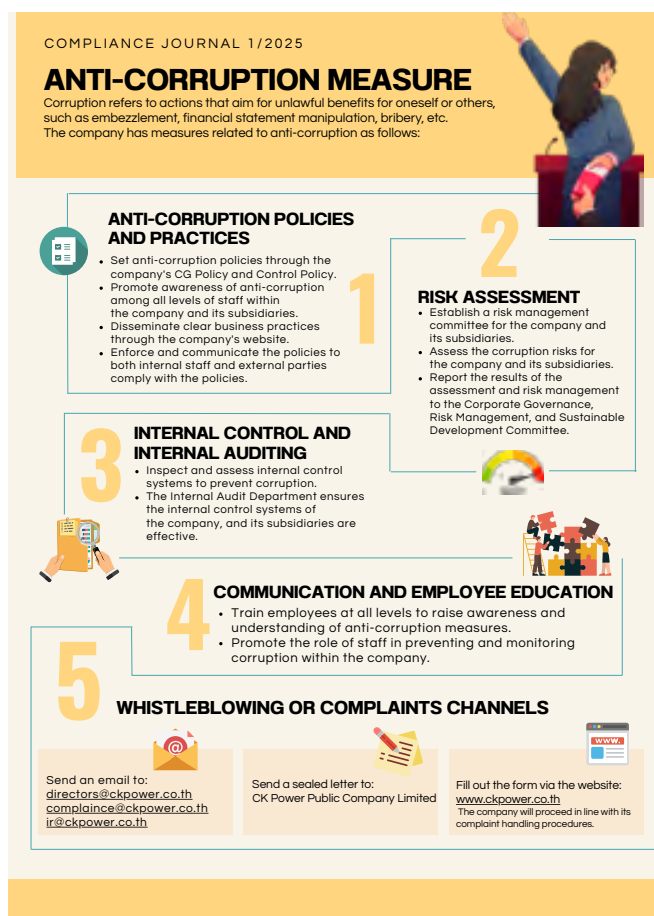 COMPLIANCE JOURNAL 1/2025
ANTI-CORRUPTION MEASURE
Corruption refers to actions that aim for unlawful benefits for oneself or others,
such as embezzlement, financial statement manipulation, bribery, etc.
The company has measures related to anti-corruption as follows:
1
ANTI-CORRUPTION POLICIES
AND PRACTICES
• Set anti-corruption policies through the
company's CG Policy and Control Policy.
• Promote awareness of anti-corruption
among all levels of staff within
the company and its subsidiaries.
• Disseminate clear business practices
through the company's website.
• Enforce and communicate the policies to
both internal staff and external parties
comply with the policies.
2
RISK ASSESSMENT
• Establish a risk management
committee for the company and
its subsidiaries.
• Assess the corruption risks for
the company and its subsidiaries.
• Report the results of the
assessment and risk management
to the Corporate Governance,
Risk Management, and Sustainable
Development Committee.
3
INTERNAL CONTROL AND
INTERNAL AUDITING
• Inspect and assess internal control
systems to prevent corruption.
• The Internal Audit Department ensures
the internal control systems of
the company, and its subsidiaries are
effective.
4
COMMUNICATION AND EMPLOYEE EDUCATION
• Train employees at all levels to raise awareness and
understanding of anti-corruption measures.
• Promote the role of staff in preventing and monitoring
corruption within the company.
5
WHISTLEBLOWING OR COMPLAINTS CHANNELS
@
Send an email to:
directors@ckpower.co.th
complaince@ckpower.co.th
ir@ckpower.co.th
Send a sealed letter to:
CK Power Public Company Limited
www.
Fill out the form via the website:
www.ckpower.co.th
The company will proceed in line with its
complaint handling procedures.